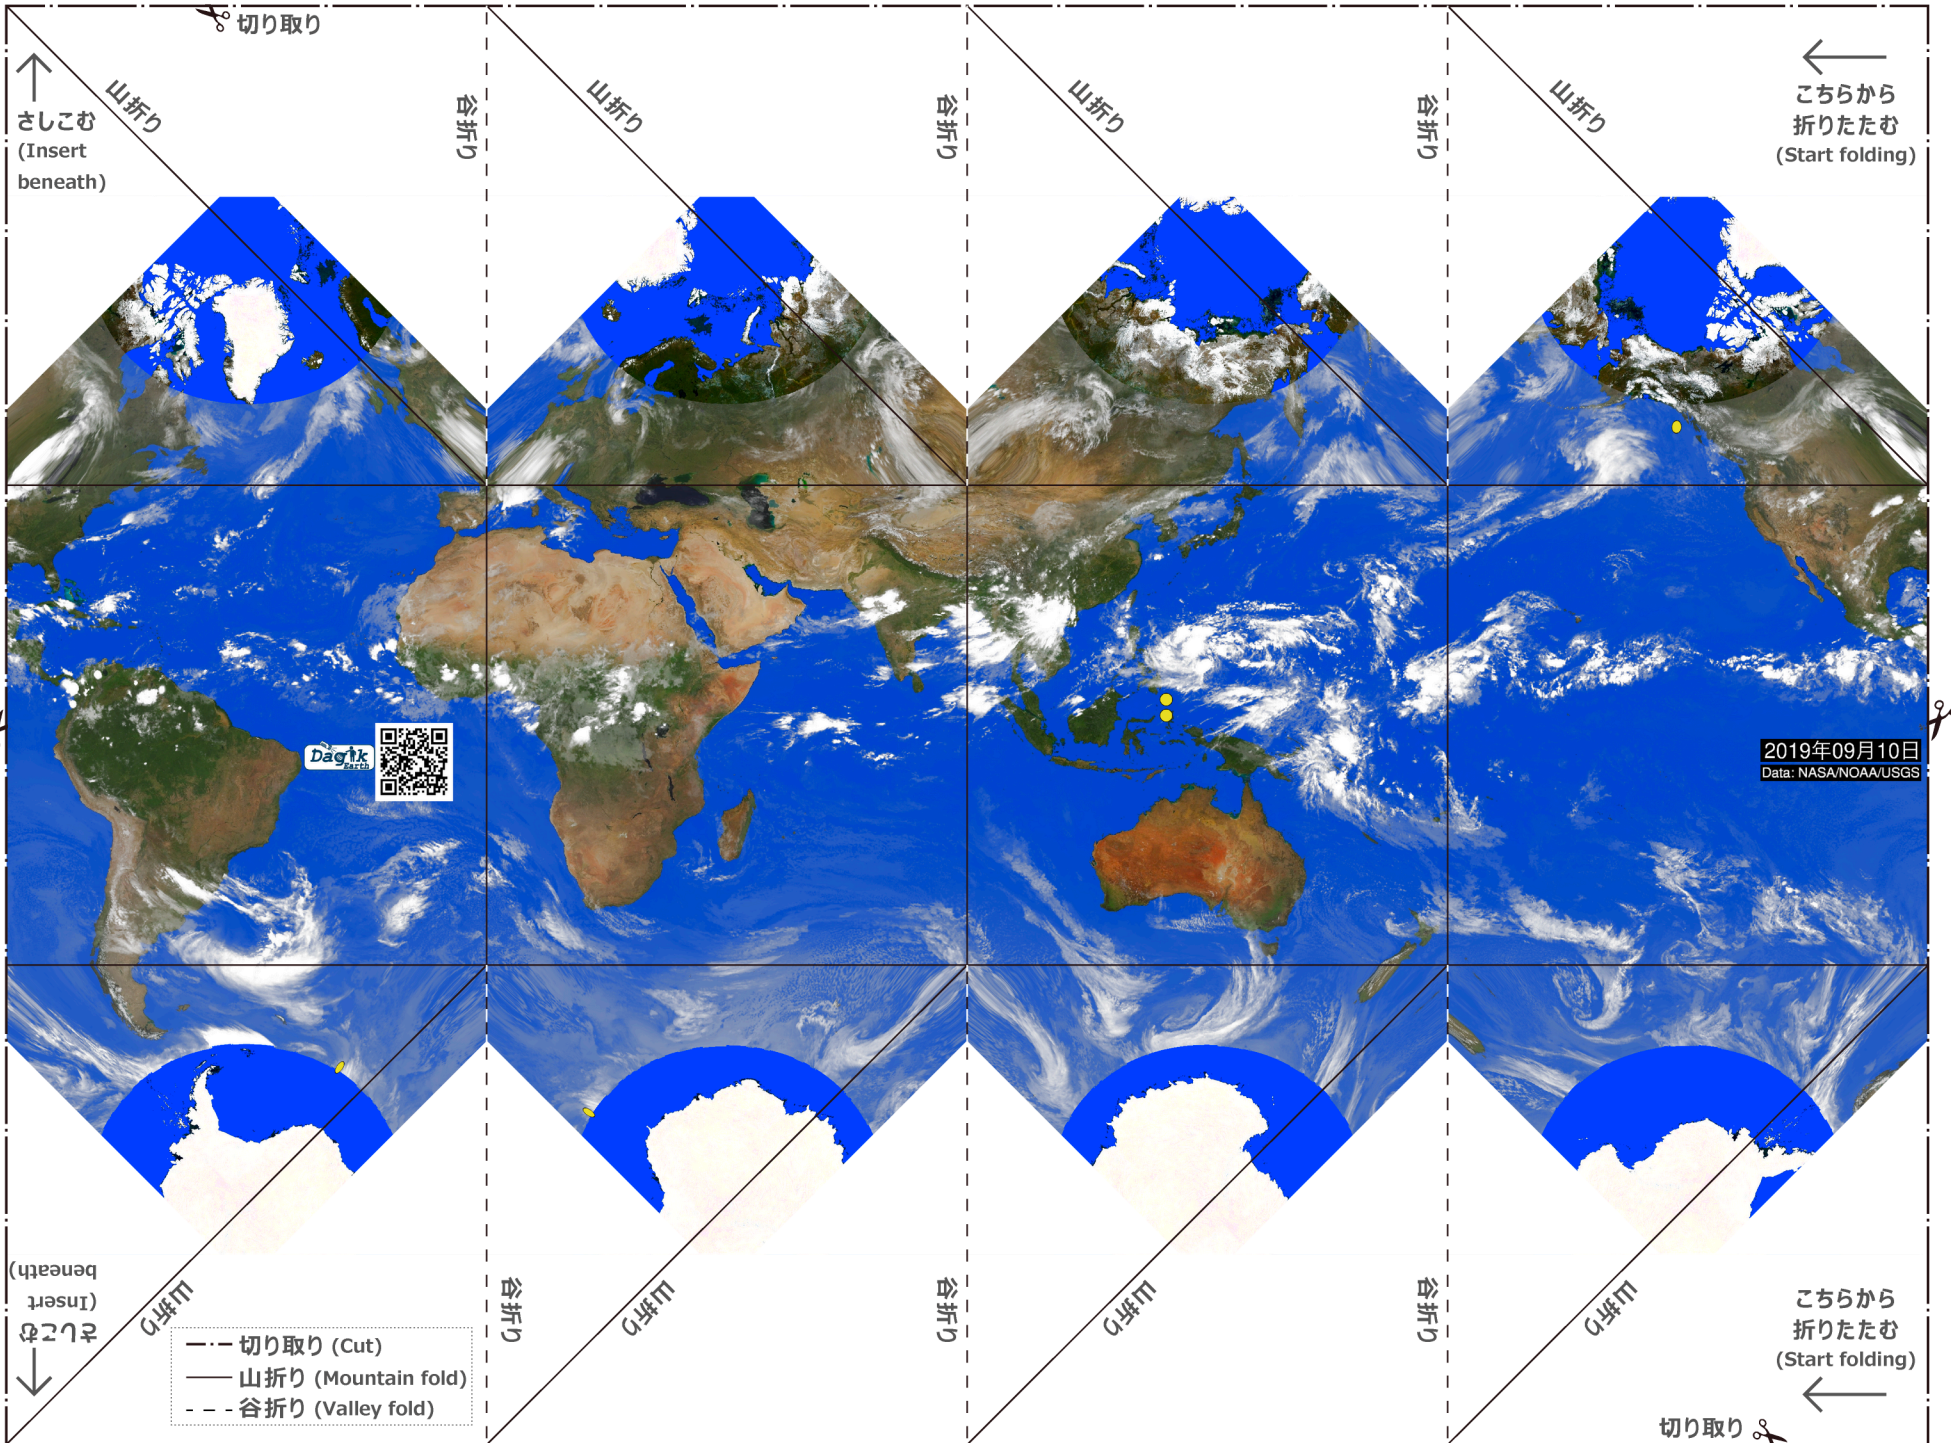 切り取り
山折り
谷折り
山折り
谷折り
山折り
谷折り
山折り
さしこむ
(Insert
beneath)
こちらから
折りたたむ
(Start folding)
Dagik
Earth
2019年09月10日
Data: NASA/NOAA/USGS
さしこむ
(Insert
beneath)
山折り
谷折り
山折り
谷折り
山折り
谷折り
山折り
こちらから
折りたたむ
(Start folding)
切り取り (Cut)
山折り (Mountain fold)
谷折り (Valley fold)
切り取り